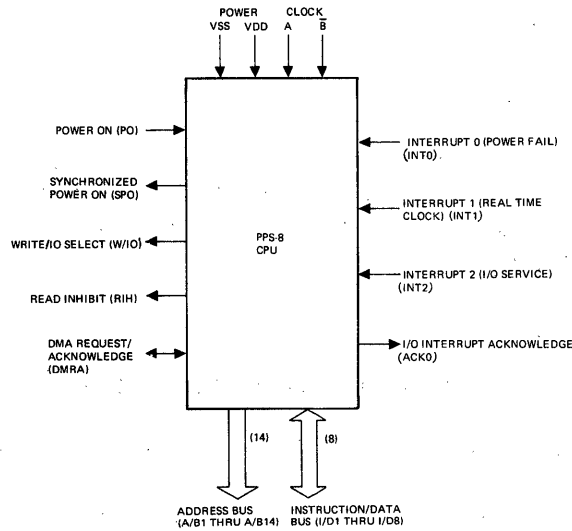 POWER
VSS VDD
CLOCK
A B̅
POWER ON (PO)
SYNCHRONIZED
POWER ON (SPO)
WRITE/IO SELECT (W/IO)
READ INHIBIT (RIH)
DMA REQUEST/
ACKNOWLEDGE
(DMRA)
PPS-8
CPU
INTERRUPT 0 (POWER FAIL)
(INT0)
INTERRUPT 1 (REAL TIME
CLOCK) (INT1)
INTERRUPT 2 (I/O SERVICE)
(INT2)
I/O INTERRUPT ACKNOWLEDGE
(ACK0)
(14)
(8)
ADDRESS BUS
(A/B1 THRU A/B14)
INSTRUCTION/DATA
BUS (I/D1 THRU I/D8)